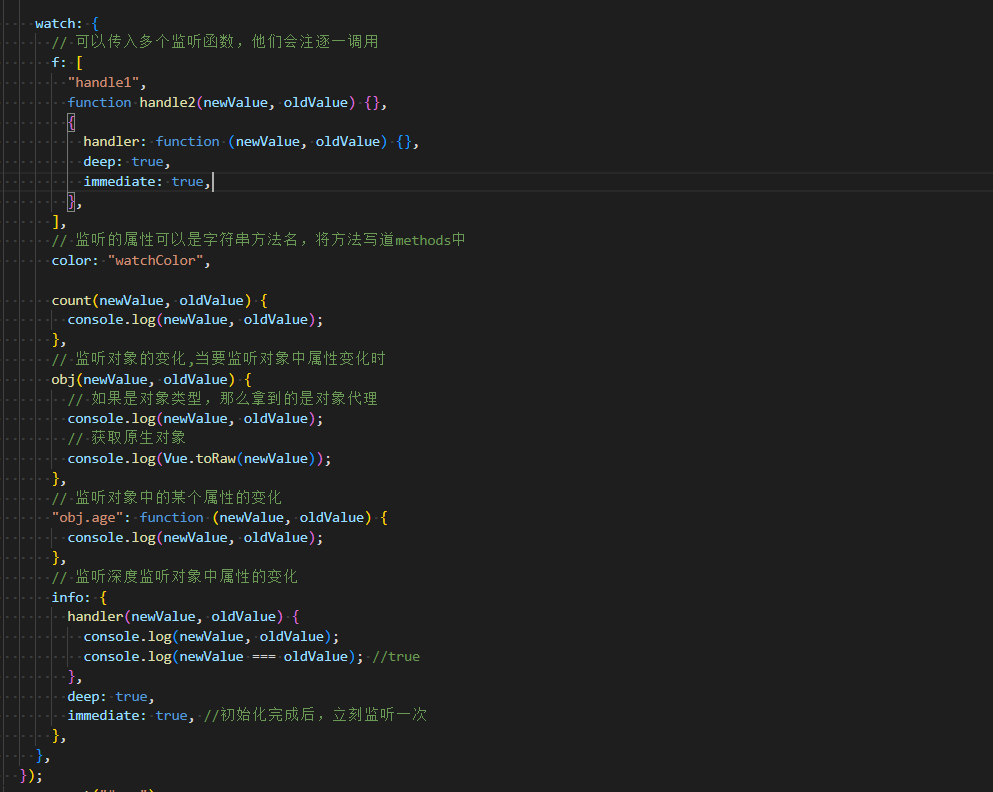 watch: {
// 可以传入多个监听函数，他们会注逐一调用
f: [
"handle1",
function handle2(newValue, oldValue) {},
{
handler: function (newValue, oldValue) {},
deep: true,
immediate: true,
},
],
// 监听的属性可以是字符串方法名，将方法写道methods中
color: "watchColor",
count(newValue, oldValue) {
console.log(newValue, oldValue);
},
// 监听对象的变化,当要监听对象中属性变化时
obj(newValue, oldValue) {
// 如果是对象类型，那么拿到的是对象代理
console.log(newValue, oldValue);
// 获取原生对象
console.log(Vue.toRaw(newValue));
},
// 监听对象中的某个属性的变化
"obj.age": function (newValue, oldValue) {
console.log(newValue, oldValue);
},
// 监听深度监听对象中属性的变化
info: {
handler(newValue, oldValue) {
console.log(newValue, oldValue);
console.log(newValue === oldValue); //true
},
deep: true,
immediate: true, //初始化完成后，立刻监听一次
},
},
});